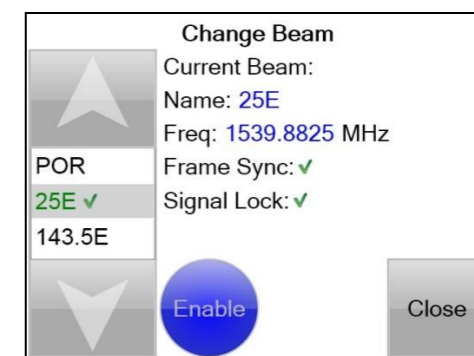 Change Beam
Current Beam:
Name: 25E
Freq: 1539.8825 MHz
Frame Sync: ✓
Signal Lock: ✓
POR
25E ✓
143.5E
Enable
Close